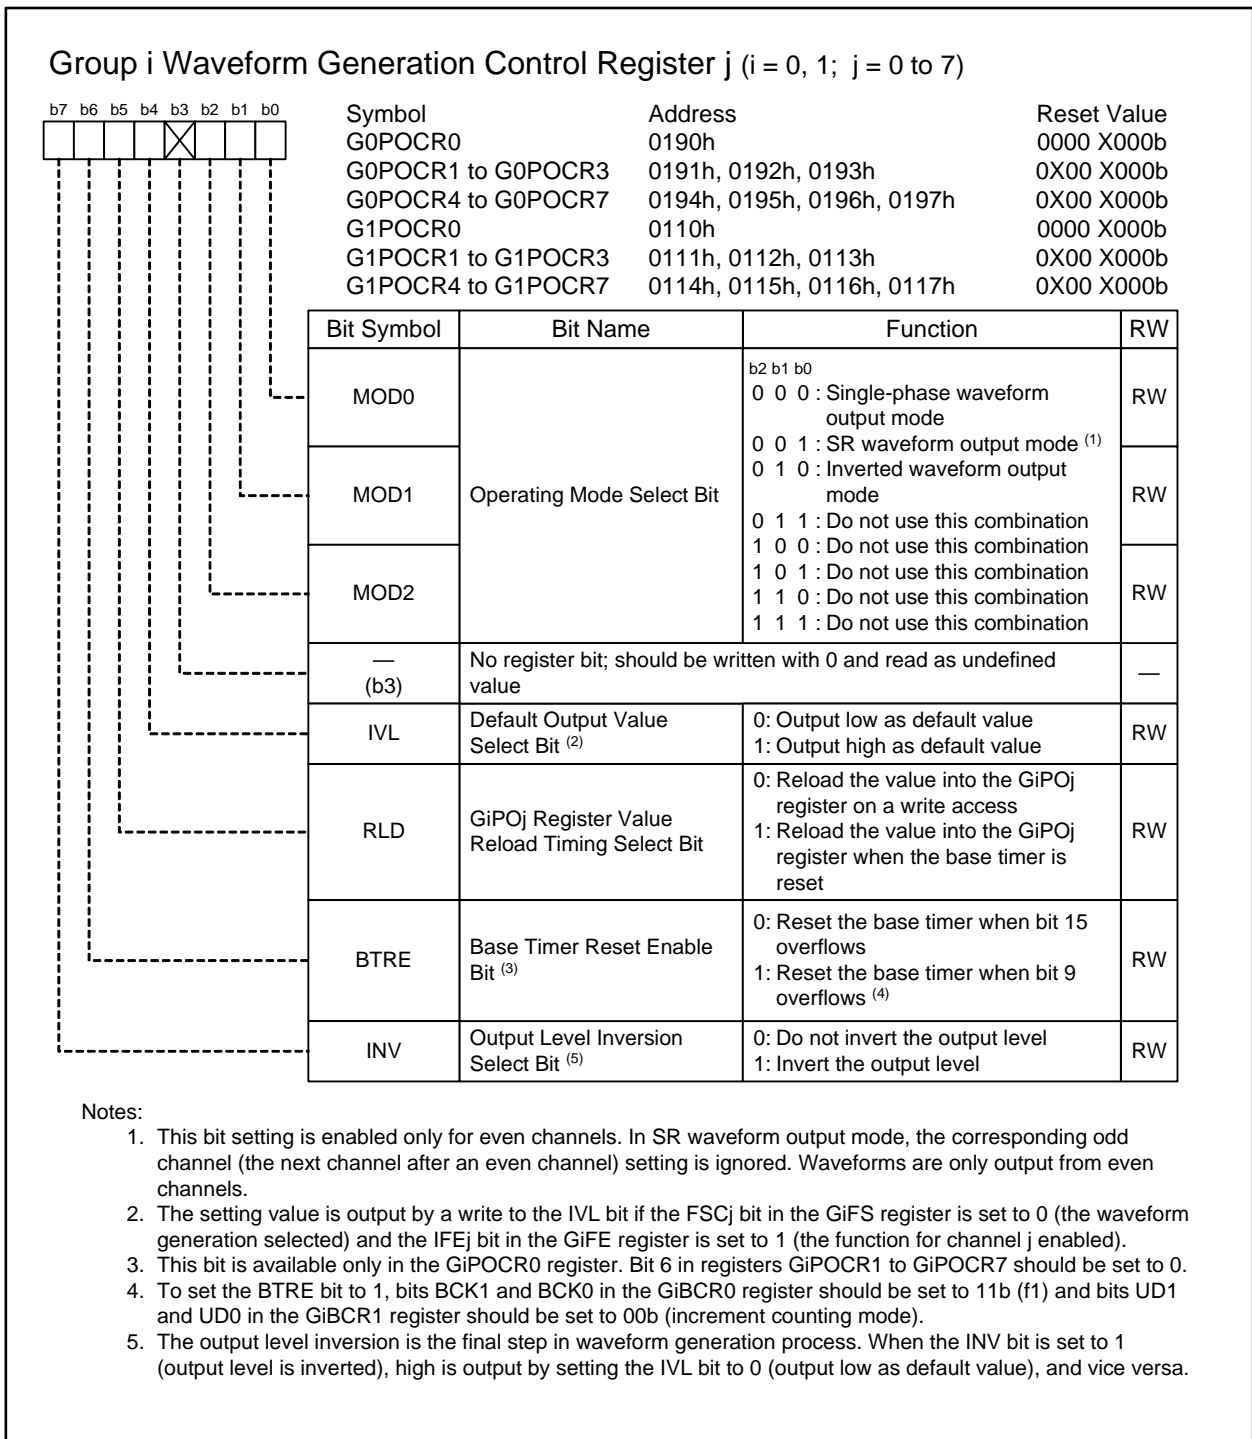 Group i Waveform Generation Control Register j (i = 0, 1; j = 0 to 7)
b7 b6 b5 b4 b3 b2 b1 b0
Symbol Address Reset Value
G0POCR0 0190h 0000 X000b
G0POCR1 to G0POCR3 0191h, 0192h, 0193h 0X00 X000b
G0POCR4 to G0POCR7 0194h, 0195h, 0196h, 0197h 0X00 X000b
G1POCR0 0110h 0000 X000b
G1POCR1 to G1POCR3 0111h, 0112h, 0113h 0X00 X000b
G1POCR4 to G1POCR7 0114h, 0115h, 0116h, 0117h 0X00 X000b
Bit Symbol Bit Name Function RW
MOD0 RW
MOD1 RW
MOD2 RW
Operating Mode Select Bit
b2 b1 b0
0 0 0 : Single-phase waveform
output mode
0 0 1 : SR waveform output mode (1)
0 1 0 : Inverted waveform output
mode
0 1 1 : Do not use this combination
1 0 0 : Do not use this combination
1 0 1 : Do not use this combination
1 1 0 : Do not use this combination
1 1 1 : Do not use this combination
—
(b3)
No register bit; should be written with 0 and read as undefined
value
—
IVL
Default Output Value
Select Bit (2)
0: Output low as default value
1: Output high as default value
RW
RLD
GiPOj Register Value
Reload Timing Select Bit
0: Reload the value into the GiPOj
register on a write access
1: Reload the value into the GiPOj
register when the base timer is
reset
RW
BTRE
Base Timer Reset Enable
Bit (3)
0: Reset the base timer when bit 15
overflows
1: Reset the base timer when bit 9
overflows (4)
RW
INV
Output Level Inversion
Select Bit (5)
0: Do not invert the output level
1: Invert the output level
RW
Notes:
1. This bit setting is enabled only for even channels. In SR waveform output mode, the corresponding odd
channel (the next channel after an even channel) setting is ignored. Waveforms are only output from even
channels.
2. The setting value is output by a write to the IVL bit if the FSCj bit in the GiFS register is set to 0 (the waveform
generation selected) and the IFEj bit in the GiFE register is set to 1 (the function for channel j enabled).
3. This bit is available only in the GiPOCR0 register. Bit 6 in registers GiPOCR1 to GiPOCR7 should be set to 0.
4. To set the BTRE bit to 1, bits BCK1 and BCK0 in the GiBCR0 register should be set to 11b (f1) and bits UD1
and UD0 in the GiBCR1 register should be set to 00b (increment counting mode).
5. The output level inversion is the final step in waveform generation process. When the INV bit is set to 1
(output level is inverted), high is output by setting the IVL bit to 0 (output low as default value), and vice versa.